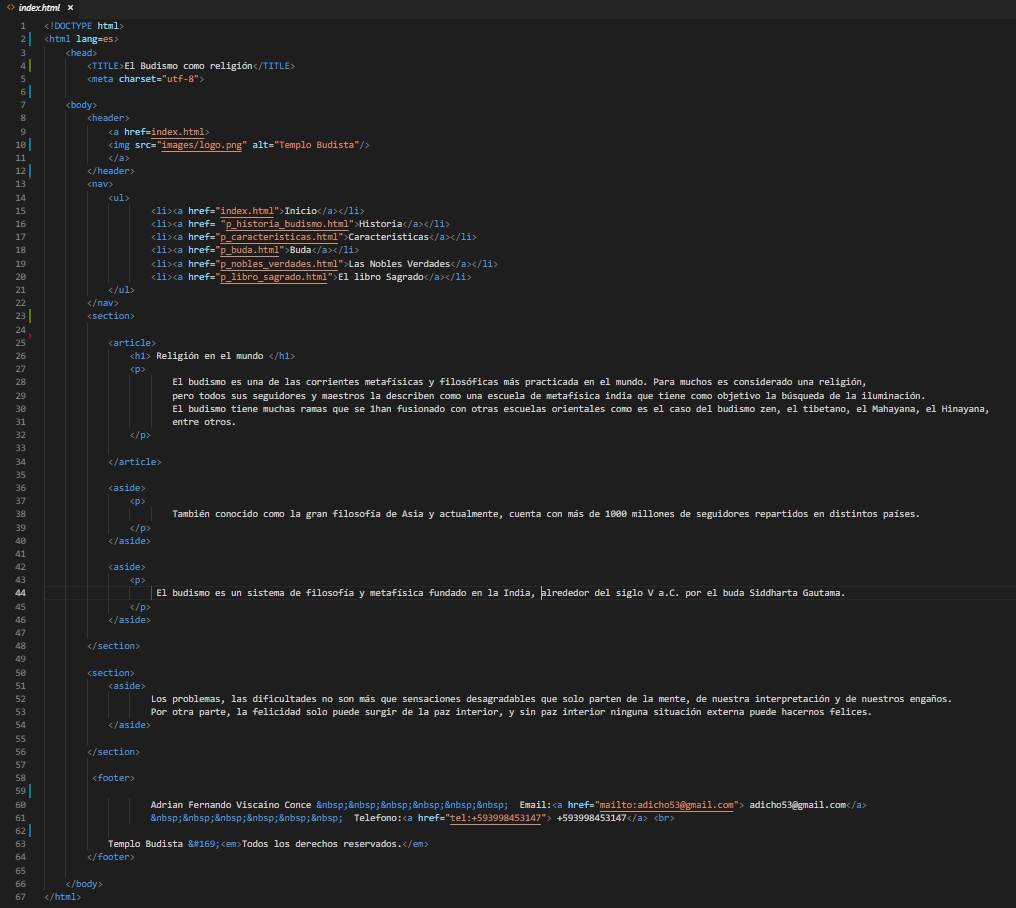 index.html ×
1 <!DOCTYPE html>
2 <html lang=es>
3 <head>
4 <TITLE>El Budismo como religión</TITLE>
5 <meta charset="utf-8">
6
7 <body>
8 <header>
9 <a href=index.html>
10 <img src="images/logo.png" alt="Templo Budista"/>
11 </a>
12 </header>
13 <nav>
14 <ul>
15 <li><a href="index.html">Inicio</a></li>
16 <li><a href= "p_historia_budismo.html">Historia</a></li>
17 <li><a href="p_caracteristicas.html">Caracteristicas</a></li>
18 <li><a href="p_buda.html">Buda</a></li>
19 <li><a href="p_nobles_verdades.html">Las Nobles Verdades</a></li>
20 <li><a href="p_libro_sagrado.html">El libro Sagrado</a></li>
21 </ul>
22 </nav>
23 <section>
24
25 <article>
26 <h1> Religión en el mundo </h1>
27 <p>
28 El budismo es una de las corrientes metafísicas y filosóficas más practicada en el mundo. Para muchos es considerado una religión,
29 pero todos sus seguidores y maestros la describen como una escuela de metafísica india que tiene como objetivo la búsqueda de la iluminación.
30 El budismo tiene muchas ramas que se 1han fusionado con otras escuelas orientales como es el caso del budismo zen, el tibetano, el Mahayana, el Hinayana,
31 entre otros.
32 </p>
33
34 </article>
35
36 <aside>
37 <p>
38 También conocido como la gran filosofía de Asia y actualmente, cuenta con más de 1000 millones de seguidores repartidos en distintos países.
39 </p>
40 </aside>
41
42 <aside>
43 <p>
44 El budismo es un sistema de filosofía y metafísica fundado en la India, alrededor del siglo V a.C. por el buda Siddharta Gautama.
45 </p>
46 </aside>
47
48 </section>
49
50 <section>
51 <aside>
52 Los problemas, las dificultades no son más que sensaciones desagradables que solo parten de la mente, de nuestra interpretación y de nuestros engaños.
53 Por otra parte, la felicidad solo puede surgir de la paz interior, y sin paz interior ninguna situación externa puede hacernos felices.
54 </aside>
55
56 </section>
57
58 <footer>
59
60 Adrian Fernando Viscaino Conce &nbsp;&nbsp;&nbsp;&nbsp;&nbsp;&nbsp; Email:<a href="mailto:adicho53@gmail.com"> adicho53@gmail.com</a>
61 &nbsp;&nbsp;&nbsp;&nbsp;&nbsp;&nbsp; Telefono:<a href="tel:+593998453147"> +593998453147</a> <br>
62
63 Templo Budista &#169;<em>Todos los derechos reservados.</em>
64 </footer>
65
66 </body>
67 </html>